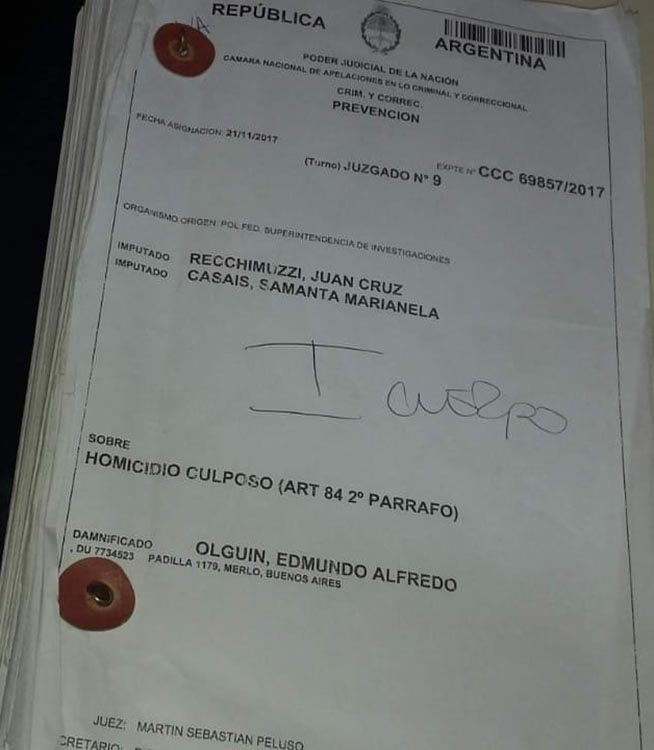 REPÚBLICA
ARGENTINA
PODER JUDICIAL DE LA NACIÓN
CAMARA NACIONAL DE APELACIONES EN LO CRIMINAL Y CORRECCIONAL
CRIM. Y CORREC.
PREVENCION
FECHA ASIGNACION: 21/11/2017
(Turno) JUZGADO N° 9
EXPTE N° CCC 69857/2017
ORGANISMO ORIGEN: POL.FED. SUPERINTENDENCIA DE INVESTIGACIONES
IMPUTADO RECCHIMUZZI, JUAN CRUZ
IMPUTADO CASAIS, SAMANTA MARIANELA
I CUERPO
SOBRE
HOMICIDIO CULPOSO (ART 84 2º PARRAFO)
DAMNIFICADO OLGUIN, EDMUNDO ALFREDO
, DU 7734523 PADILLA 1179, MERLO, BUENOS AIRES
JUEZ: MARTIN SEBASTIAN PELUSO
CRETARIO: